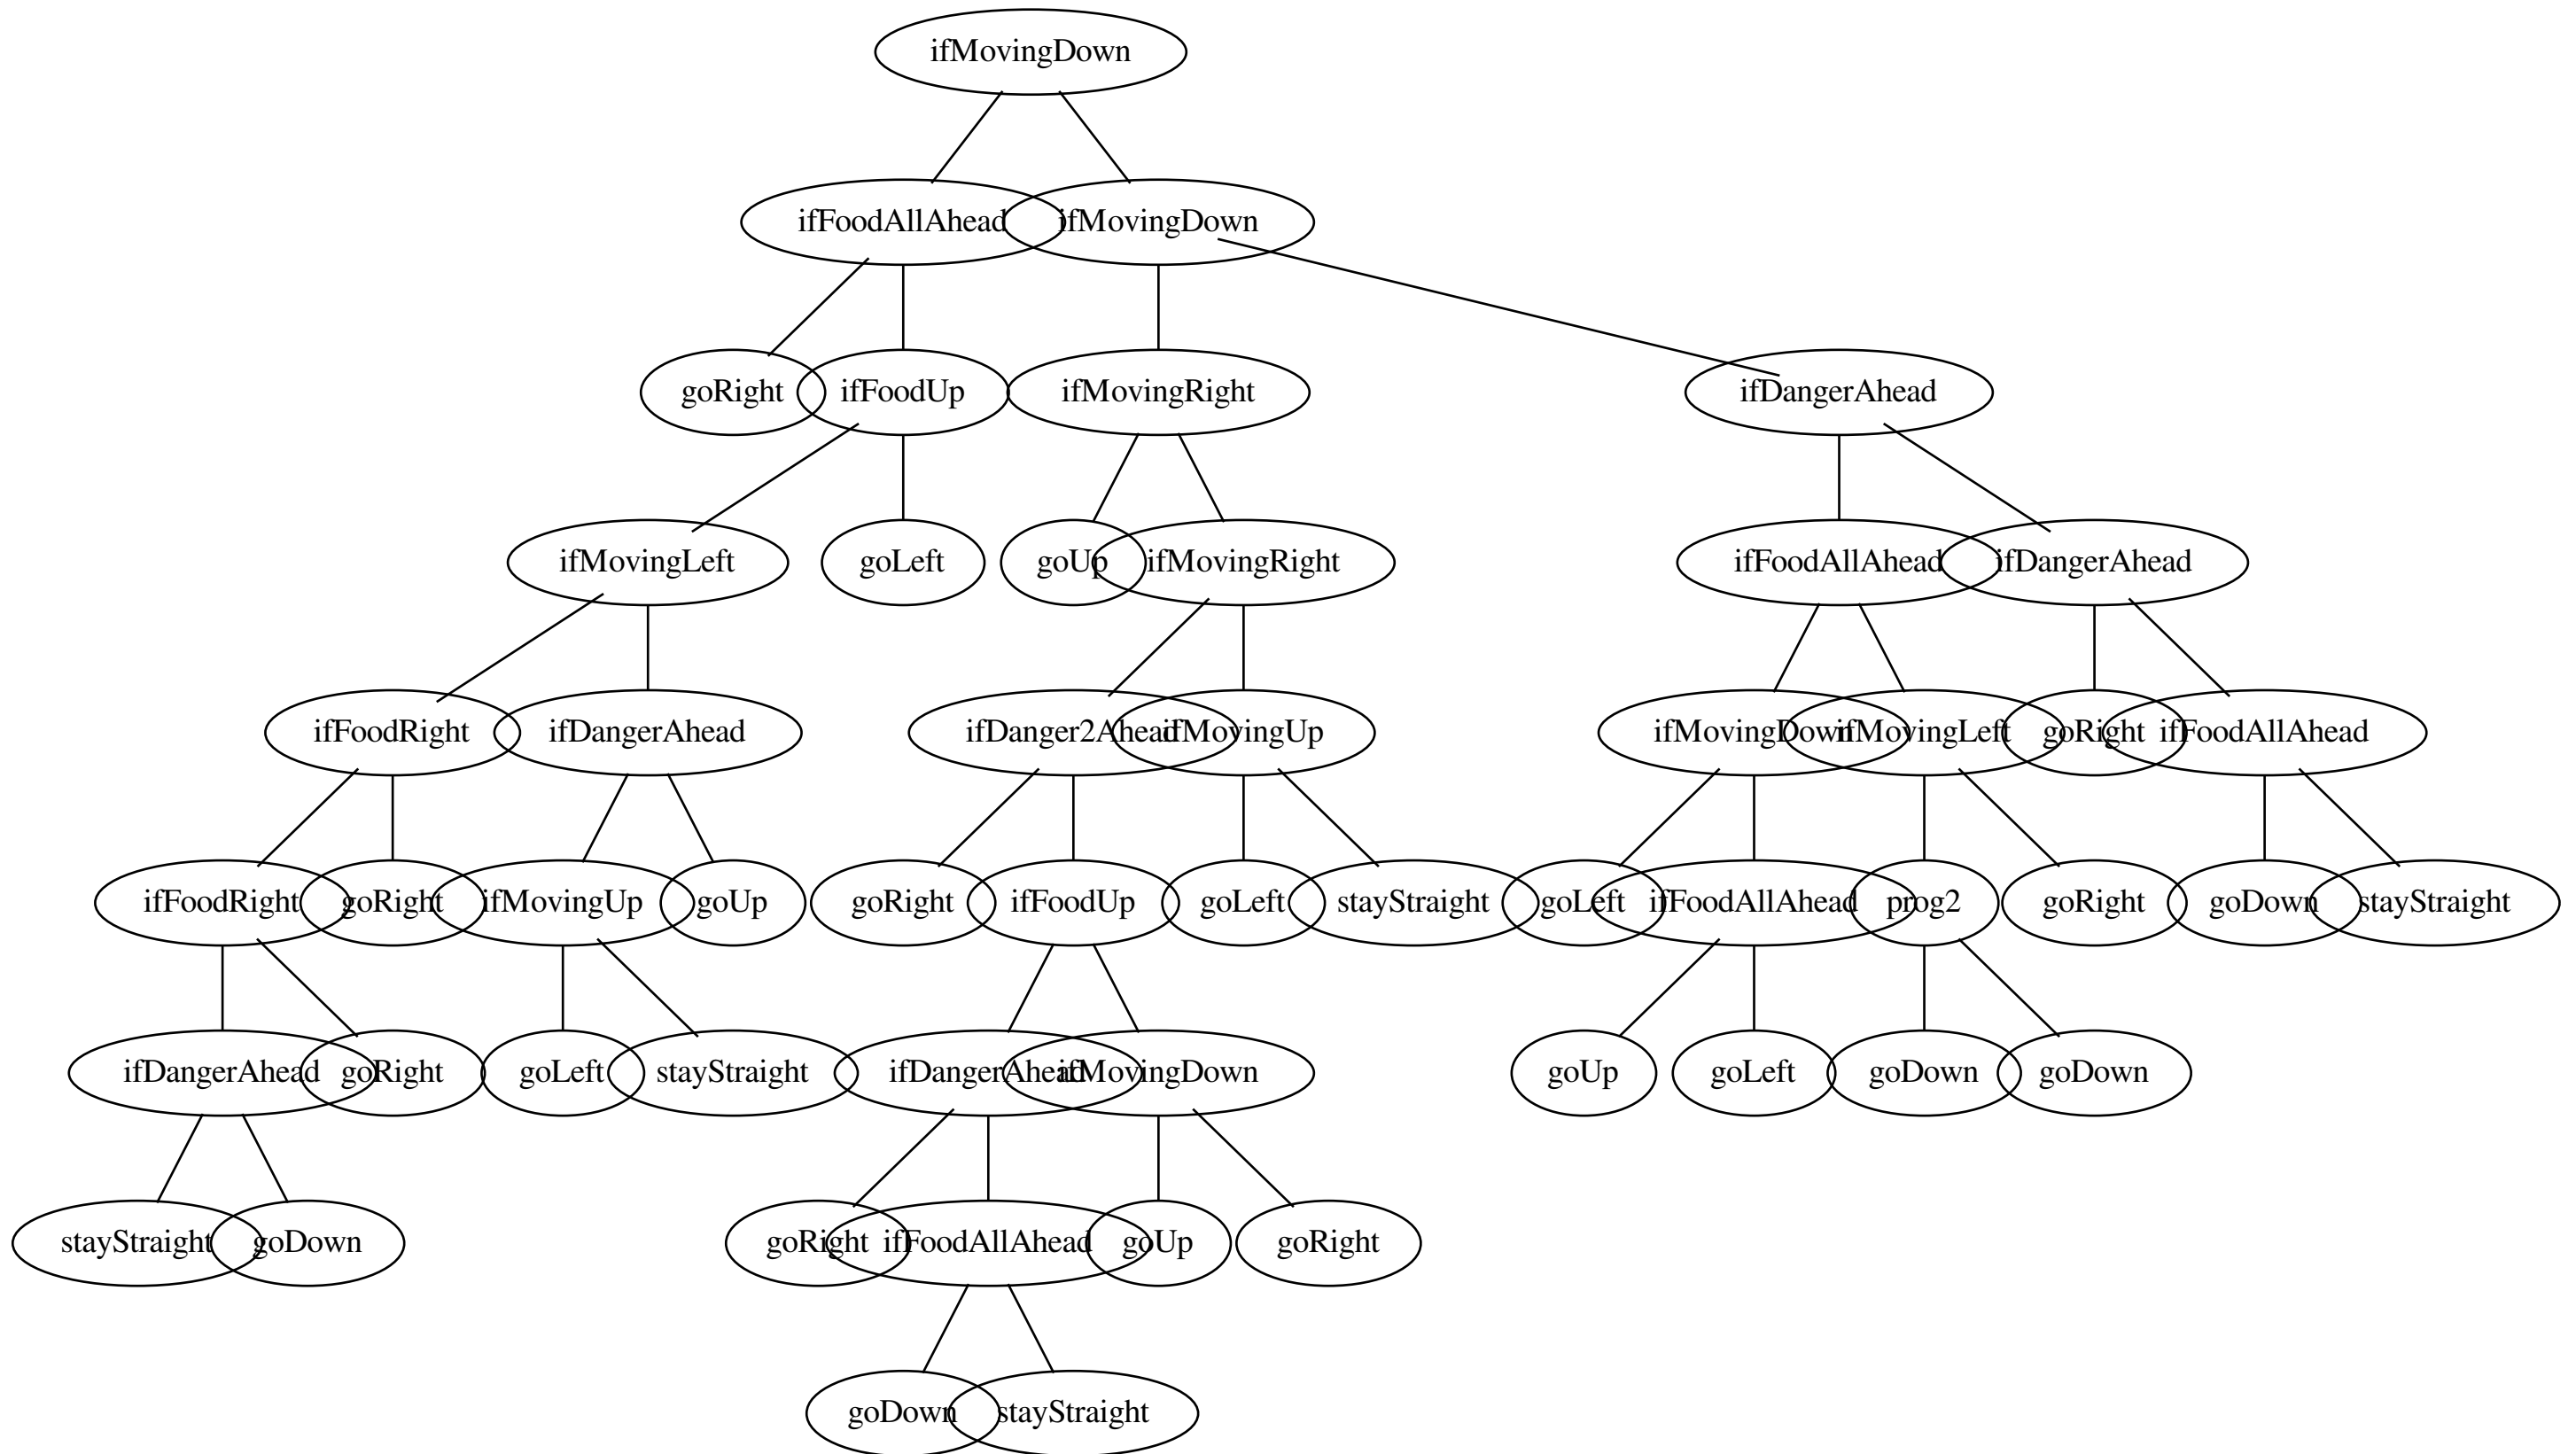 ifMovingDown
ifFoodAllAhead ifMovingDown
goRight ifFoodUp ifMovingRight ifDangerAhead
ifMovingLeft goLeft goUp ifMovingRight ifFoodAllAhead ifDangerAhead
ifFoodRight ifDangerAhead ifDanger2Ahead ifMovingUp ifMovingDown ifMovingLeft goRight ifFoodAllAhead
ifFoodRight goRight ifMovingUp goUp goRight ifFoodUp goLeft stayStraight goLeft ifFoodAllAhead prog2 goRight goDown stayStraight
ifDangerAhead goRight goLeft stayStraight ifDangerAhead ifMovingDown goUp goLeft goDown goDown
stayStraight goDown goRight ifFoodAllAhead goUp goRight
goDown stayStraight